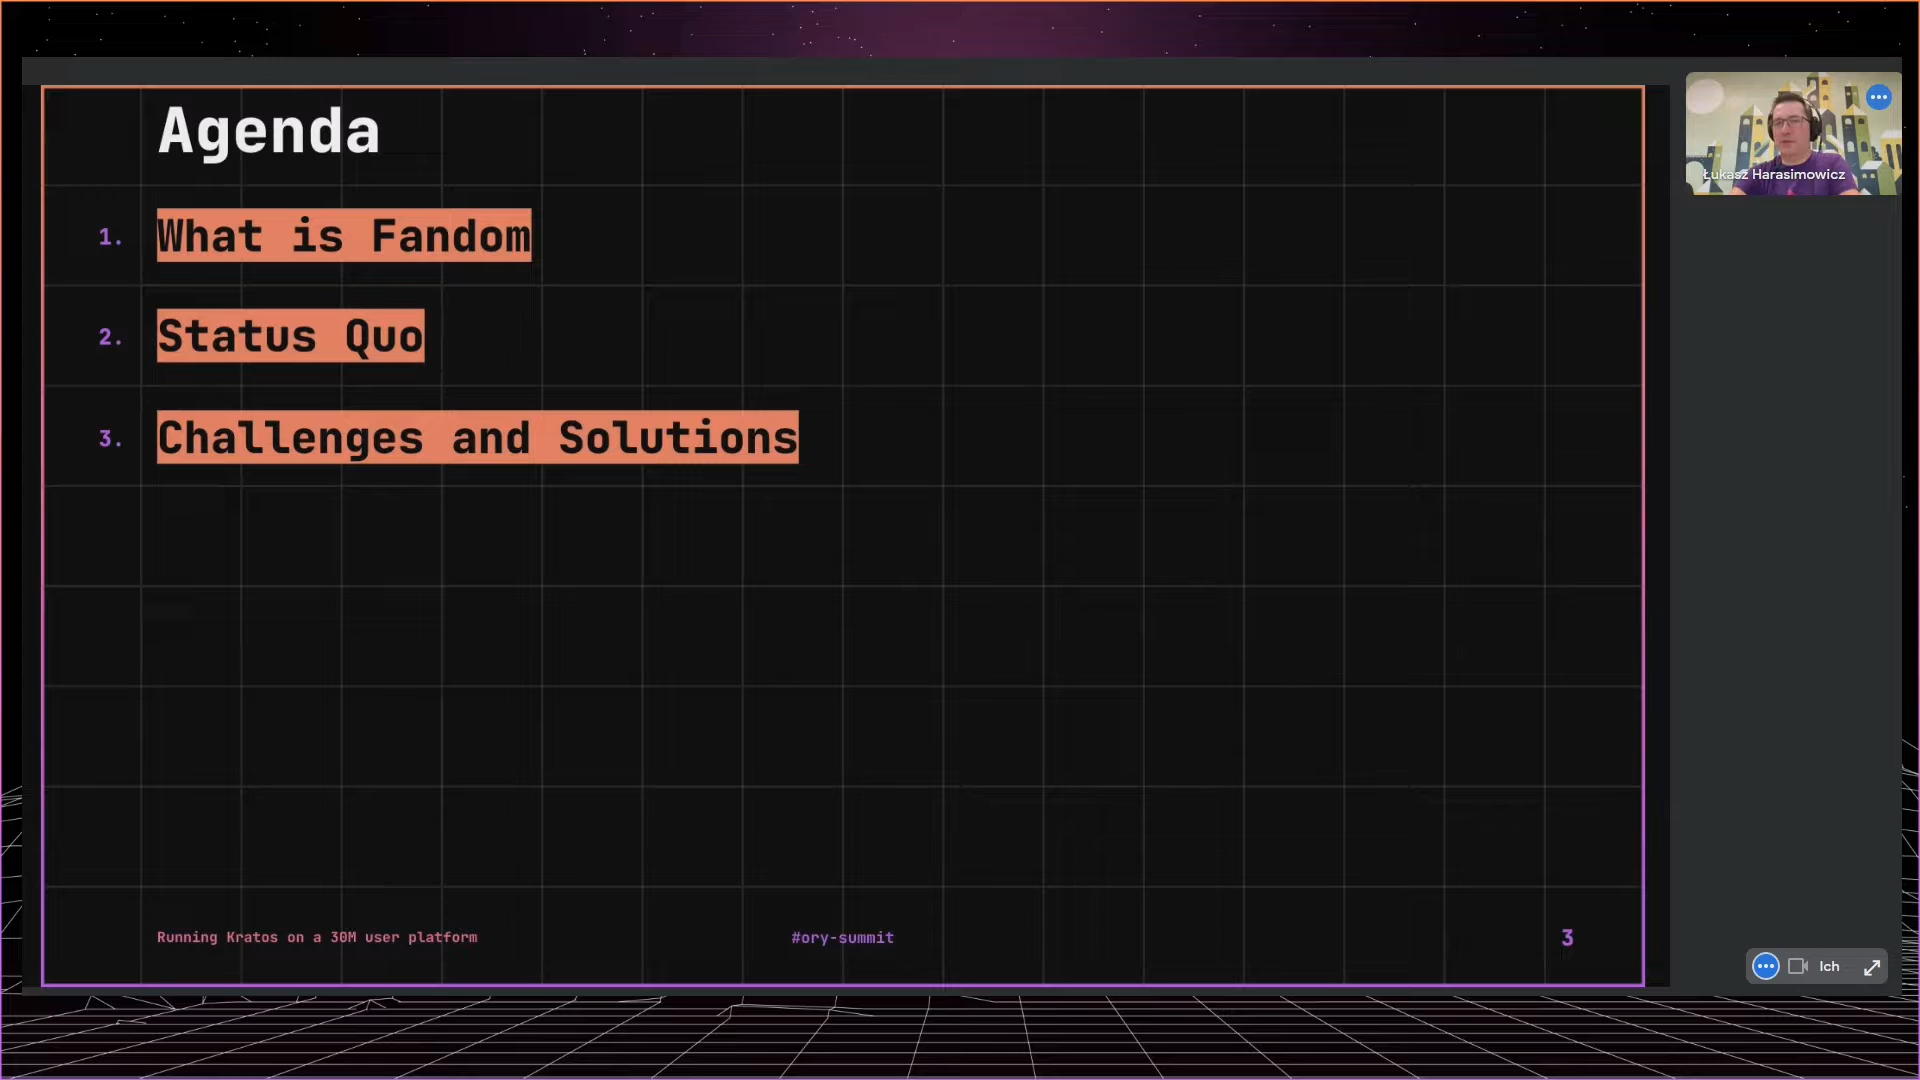 Agenda
1. What is Fandom
2. Status Quo
3. Challenges and Solutions
Running Kratos on a 30M user platform
#ory-summit
3
Łukasz Harasimowicz
Ich